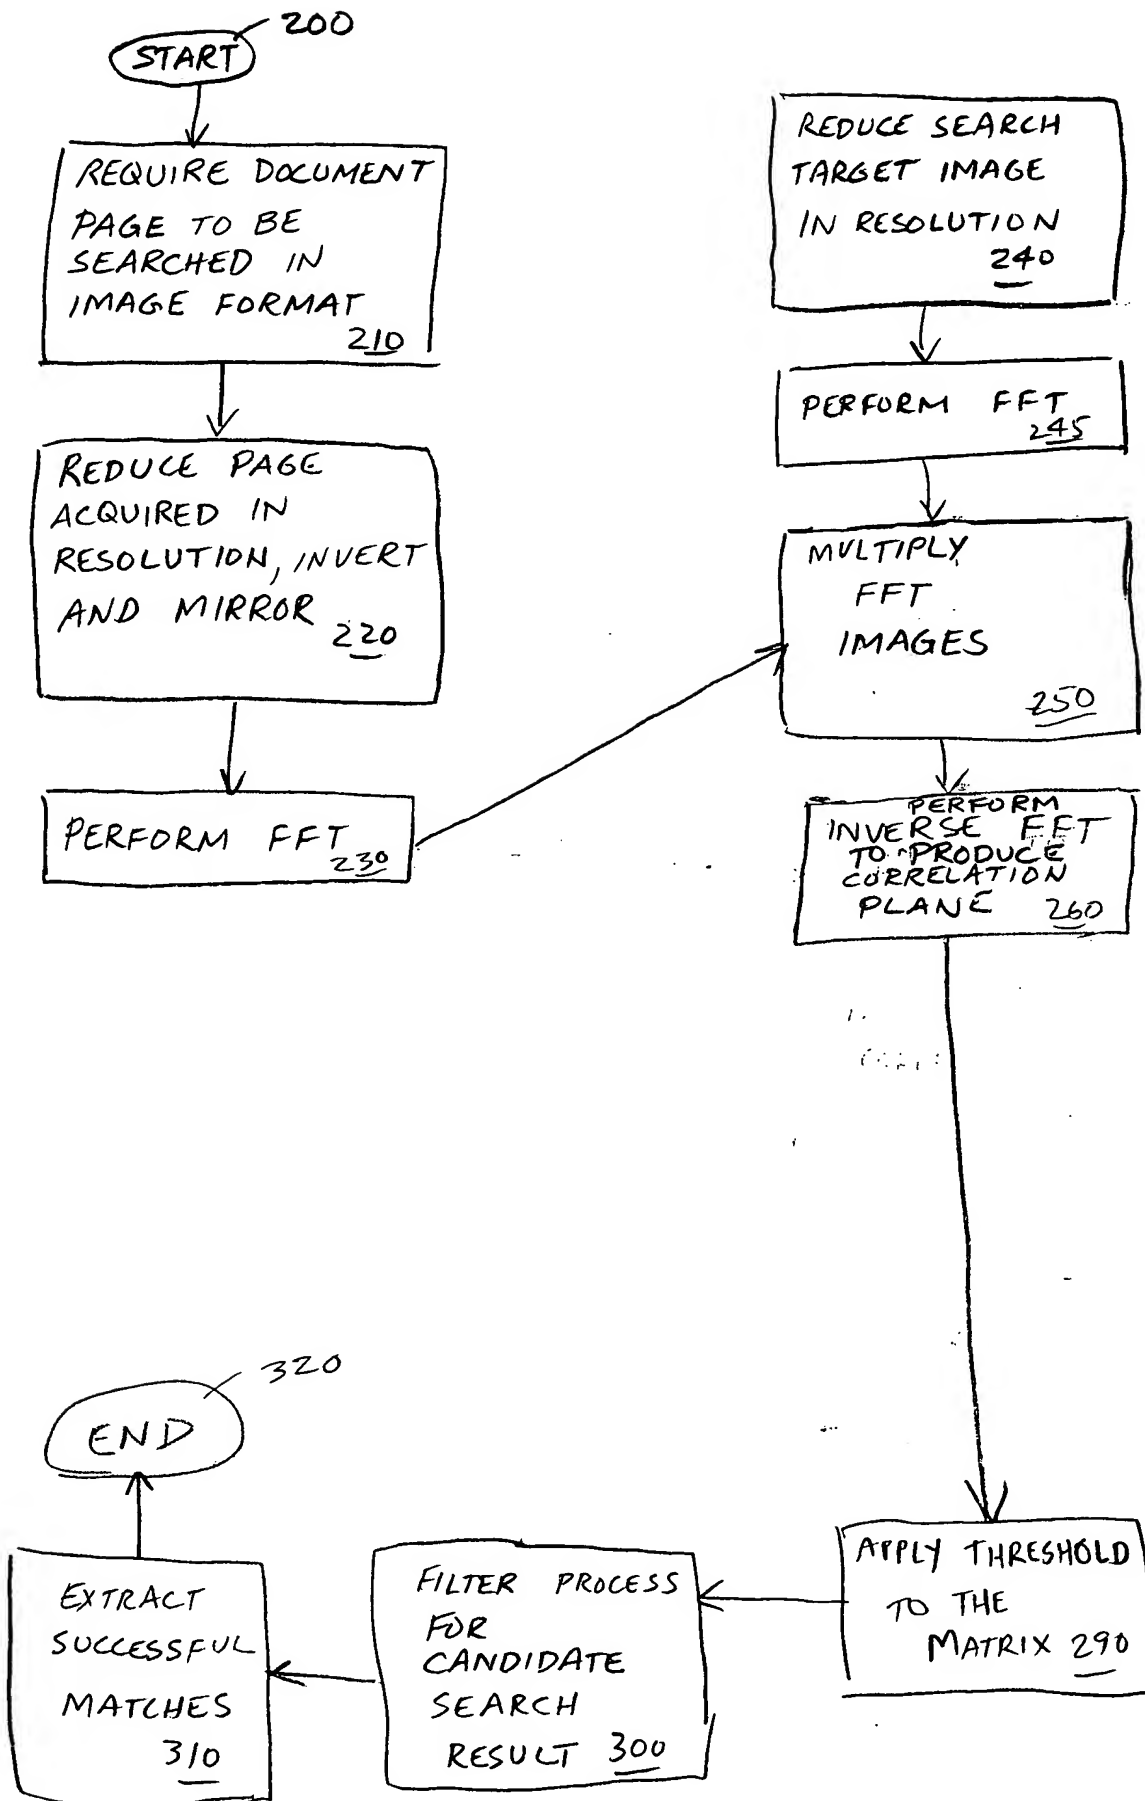 200
START
REQUIRE DOCUMENT
PAGE TO BE
SEARCHED IN
IMAGE FORMAT
210
REDUCE PAGE
ACQUIRED IN
RESOLUTION, INVERT
AND MIRROR
220
PERFORM FFT
230
REDUCE SEARCH
TARGET IMAGE
IN RESOLUTION
240
PERFORM FFT
245
MULTIPLY
FFT
IMAGES
250
PERFORM
INVERSE FFT
TO PRODUCE
CORRELATION
PLANE 260
APPLY THRESHOLD
TO THE
MATRIX 290
FILTER PROCESS
FOR
CANDIDATE
SEARCH
RESULT 300
EXTRACT
SUCCESSFUL
MATCHES
310
320
END